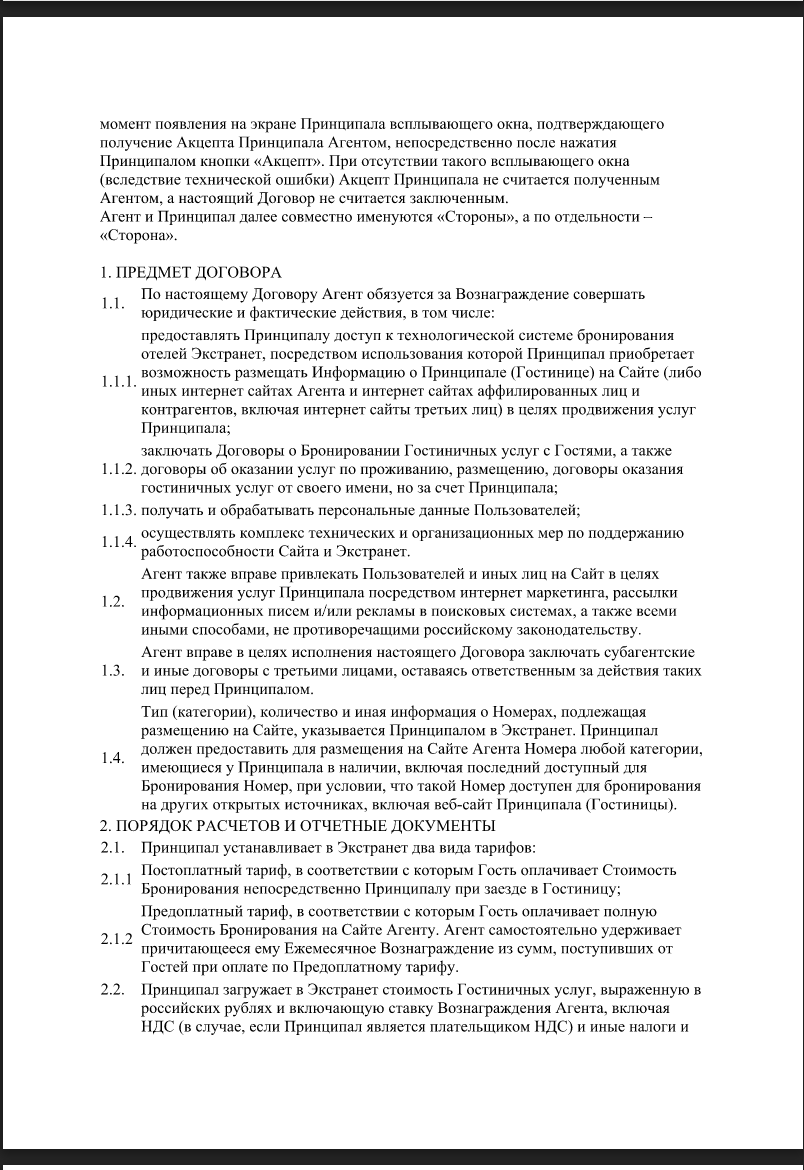 момент появления на экране Принципала всплывающего окна, подтверждающего
получение Акцепта Принципала Агентом, непосредственно после нажатия
Принципалом кнопки «Акцепт». При отсутствии такого всплывающего окна
(вследствие технической ошибки) Акцепт Принципала не считается полученным
Агентом, а настоящий Договор не считается заключенным.
Агент и Принципал далее совместно именуются «Стороны», а по отдельности –
«Сторона».
1. ПРЕДМЕТ ДОГОВОРА
1.1. По настоящему Договору Агент обязуется за Вознаграждение совершать
юридические и фактические действия, в том числе:
предоставлять Принципалу доступ к технологической системе бронирования
отелей Экстранет, посредством использования которой Принципал приобретает
возможность размещать Информацию о Принципале (Гостинице) на Сайте (либо
1.1.1. иных интернет сайтах Агента и интернет сайтах аффилированных лиц и
контрагентов, включая интернет сайты третьих лиц) в целях продвижения услуг
Принципала;
заключать Договоры о Бронировании Гостиничных услуг с Гостями, а также
1.1.2. договоры об оказании услуг по проживанию, размещению, договоры оказания
гостиничных услуг от своего имени, но за счет Принципала;
1.1.3. получать и обрабатывать персональные данные Пользователей;
1.1.4. осуществлять комплекс технических и организационных мер по поддержанию
работоспособности Сайта и Экстранет.
Агент также вправе привлекать Пользователей и иных лиц на Сайт в целях
1.2. продвижения услуг Принципала посредством интернет маркетинга, рассылки
информационных писем и/или рекламы в поисковых системах, а также всеми
иными способами, не противоречащими российскому законодательству.
Агент вправе в целях исполнения настоящего Договора заключать субагентские
1.3. и иные договоры с третьими лицами, оставаясь ответственным за действия таких
лиц перед Принципалом.
Тип (категории), количество и иная информация о Номерах, подлежащая
размещению на Сайте, указывается Принципалом в Экстранет. Принципал
должен предоставить для размещения на Сайте Агента Номера любой категории,
1.4. имеющиеся у Принципала в наличии, включая последний доступный для
Бронирования Номер, при условии, что такой Номер доступен для бронирования
на других открытых источниках, включая веб-сайт Принципала (Гостиницы).
2. ПОРЯДОК РАСЧЕТОВ И ОТЧЕТНЫЕ ДОКУМЕНТЫ
2.1. Принципал устанавливает в Экстранет два вида тарифов:
2.1.1 Постоплатный тариф, в соответствии с которым Гость оплачивает Стоимость
Бронирования непосредственно Принципалу при заезде в Гостиницу;
Предоплатный тариф, в соответствии с которым Гость оплачивает полную
2.1.2 Стоимость Бронирования на Сайте Агенту. Агент самостоятельно удерживает
причитающееся ему Ежемесячное Вознаграждение из сумм, поступивших от
Гостей при оплате по Предоплатному тарифу.
2.2. Принципал загружает в Экстранет стоимость Гостиничных услуг, выраженную в
российских рублях и включающую ставку Вознаграждения Агента, включая
НДС (в случае, если Принципал является плательщиком НДС) и иные налоги и